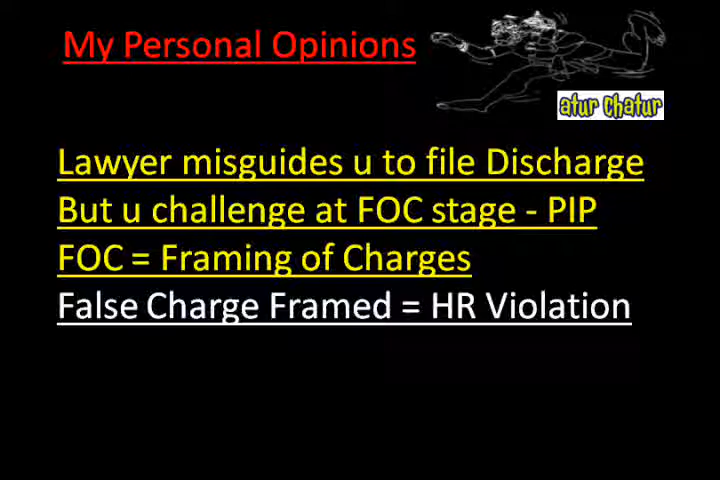 My Personal Opinions
atur chatur
Lawyer misguides u to file Discharge
But u challenge at FOC stage - PIP
FOC = Framing of Charges
False Charge Framed = HR Violation